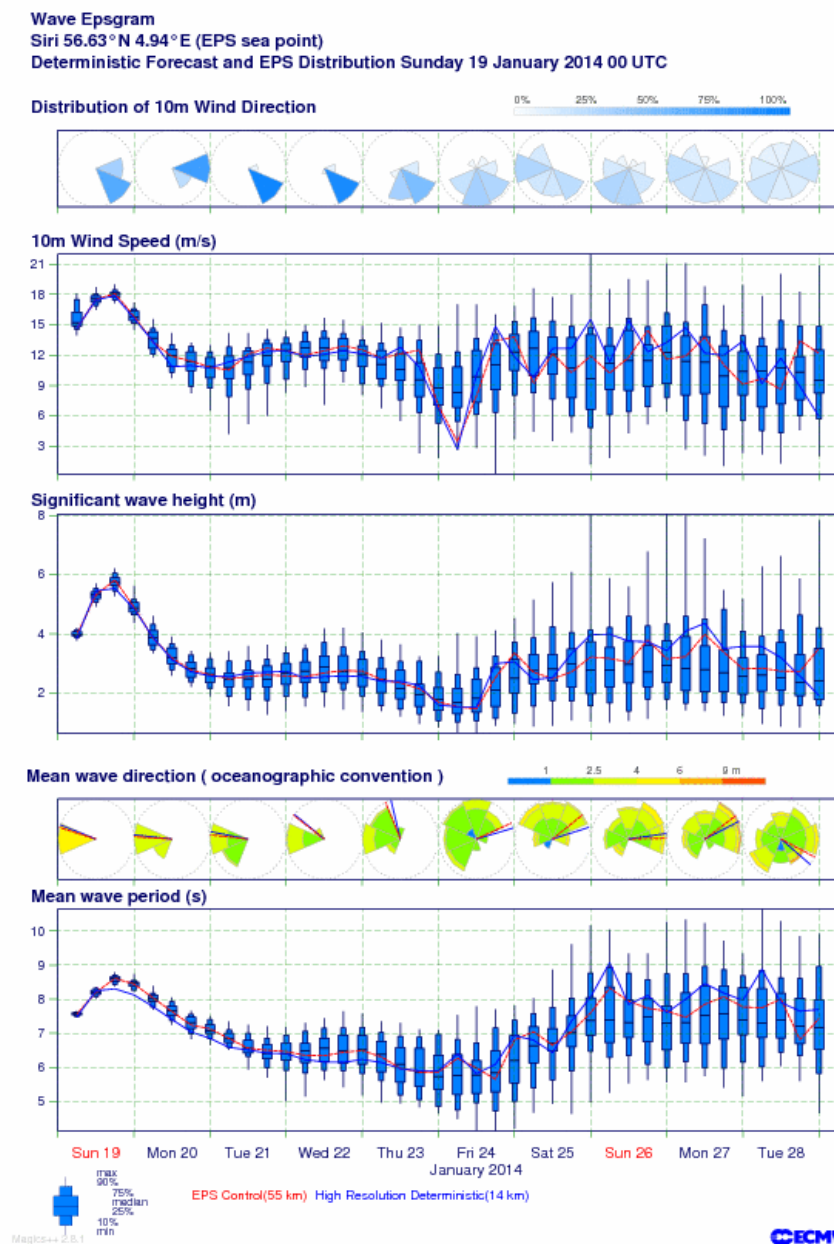 Wave Epsgram
Siri 56.63°N 4.94°E (EPS sea point)
Deterministic Forecast and EPS Distribution Sunday 19 January 2014 00 UTC
Distribution of 10m Wind Direction
0% 25% 50% 75% 100%
10m Wind Speed (m/s)
21
18
15
12
9
6
3
Significant wave height (m)
8
6
4
2
Mean wave direction ( oceanographic convention )
1 2.5 4 6 9 m
Mean wave period (s)
10
9
8
7
6
5
Sun 19 Mon 20 Tue 21 Wed 22 Thu 23 Fri 24 Sat 25 Sun 26 Mon 27 Tue 28
January 2014
max
90%
75%
median
25%
10%
min
EPS Control(55 km) High Resolution Deterministic(14 km)
Magics++ 2.8.1